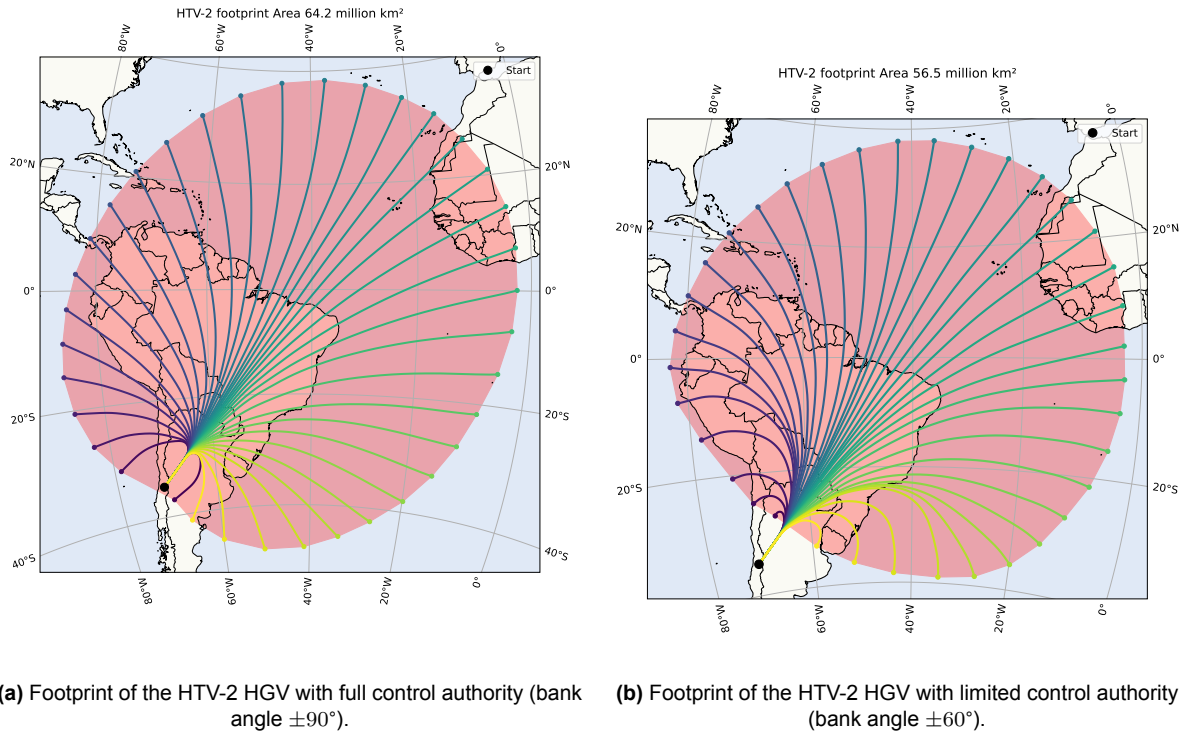 HTV-2 footprint Area 64.2 million km²
80°W
60°W
40°W
20°W
0°
Start
20°N
20°N
0°
0°
20°S
20°S
40°S
40°S
80°W
60°W
40°W
20°W
0°
(a) Footprint of the HTV-2 HGV with full control authority (bank
angle ±90°).
HTV-2 footprint Area 56.5 million km²
80°W
60°W
40°W
20°W
0°
Start
20°N
20°N
0°
0°
20°S
20°S
80°W
60°W
40°W
20°W
0°
(b) Footprint of the HTV-2 HGV with limited control authority
(bank angle ±60°).